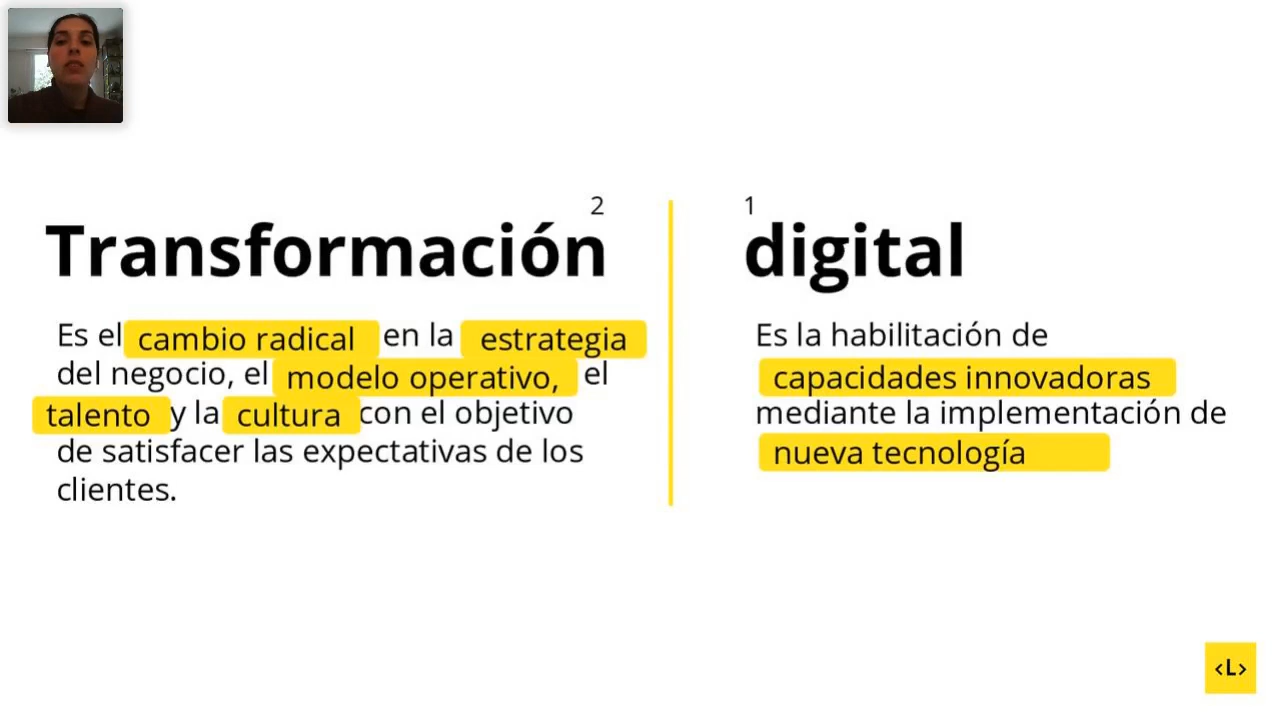 Transformación 2
Es el cambio radical en la estrategia
del negocio, el modelo operativo, el
talento y la cultura con el objetivo
de satisfacer las expectativas de los
clientes.
1 digital
Es la habilitación de
capacidades innovadoras
mediante la implementación de
nueva tecnología
<L>